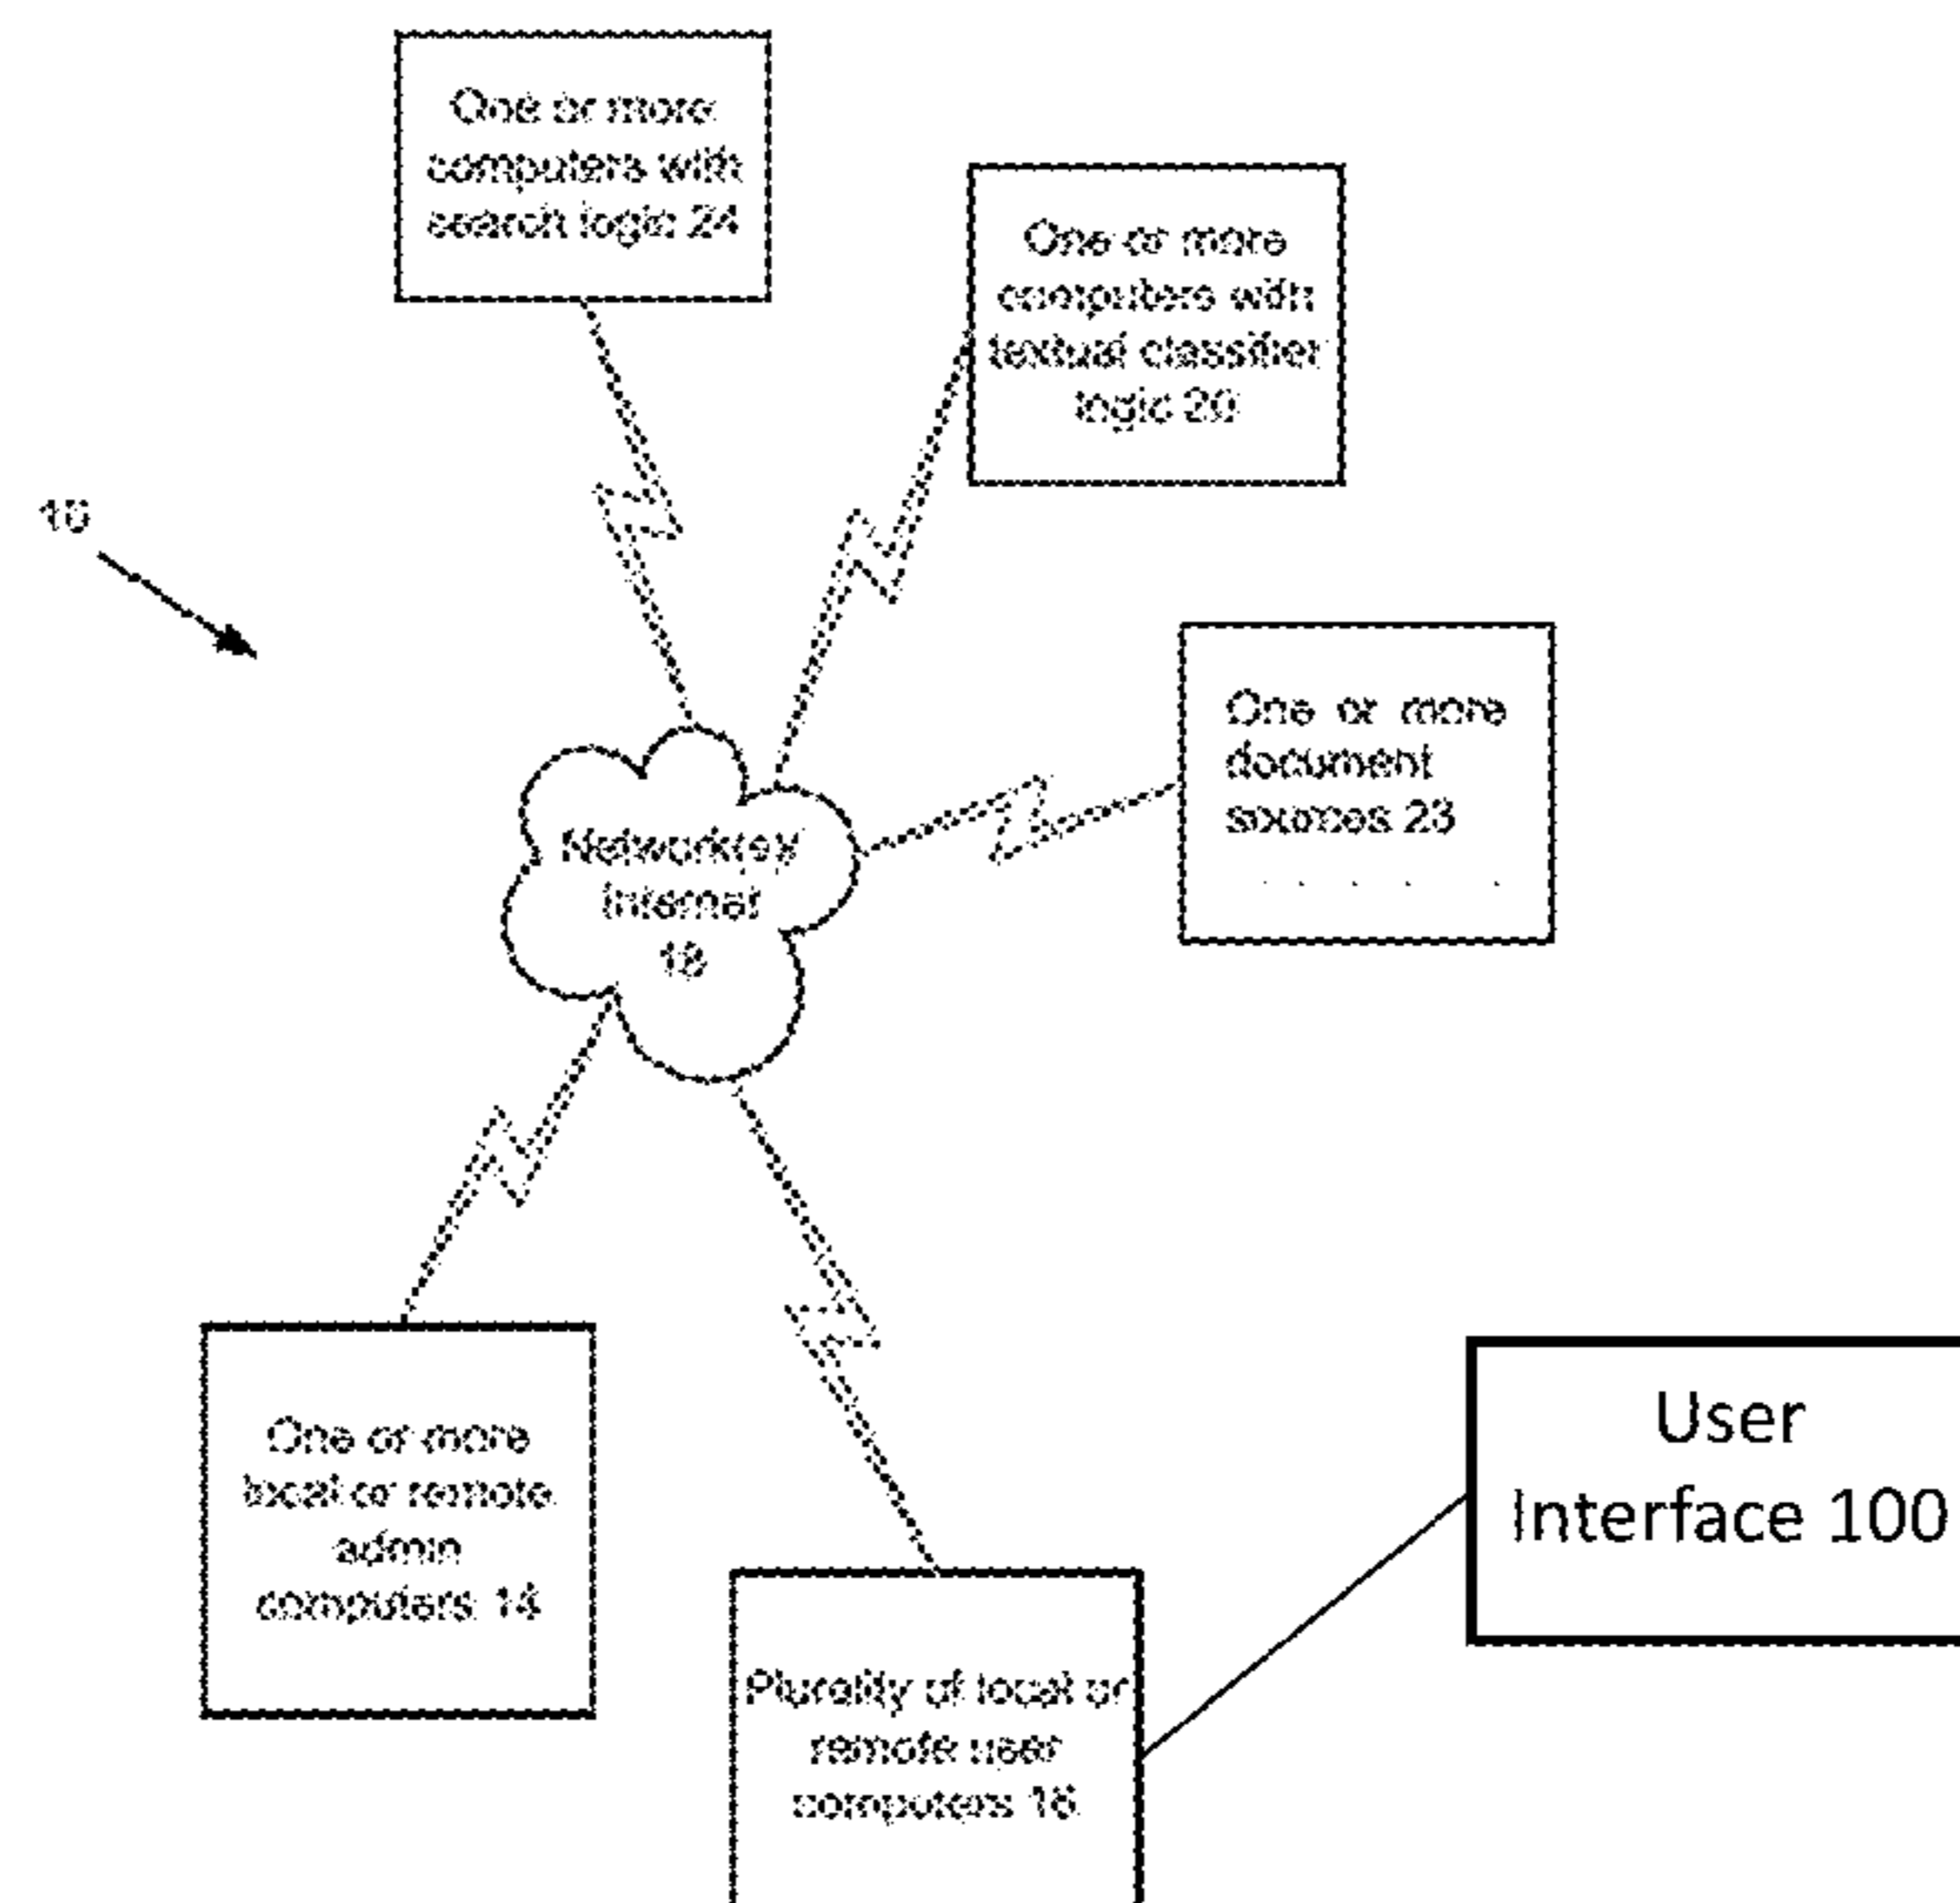 One or more
computers with
search logic 24
One or more
computers with
textual classifier
logic 20
10
One or more
document
sources 23
Network(s)/
Internet
18
One or more
local or remote
admin
computers 14
User
Interface 100
Plurality of local or
remote user
computers 16